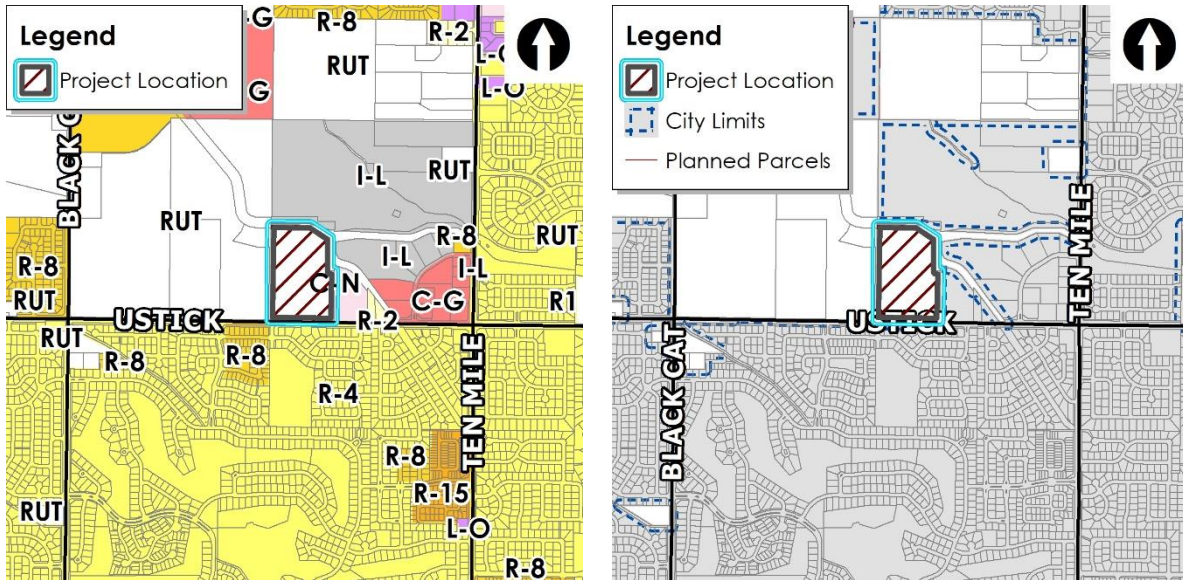 Legend
Project Location
R-8
R-2
RUT
L-O
BLACK
RUT
I-L
RUT
R-8
RUT
R-8
I-L
I-L
RUT
C-N
C-G
R1
R-2
USTICK
RUT
R-8
R-8
R-4
TEN MILE
R-8
R-15
RUT
L-O
R-8
Legend
Project Location
City Limits
Planned Parcels
TEN MILE
USTICK
BLACK CAT